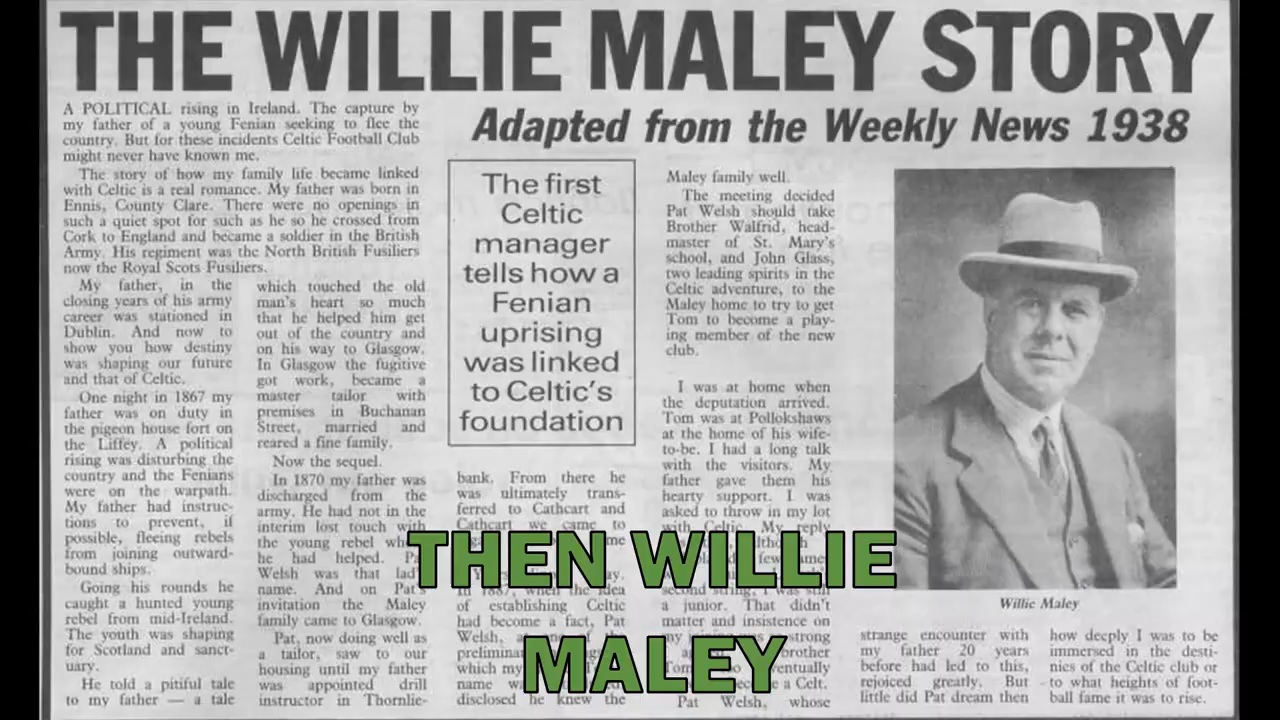 THE WILLIE MALEY STORY
Adapted from the Weekly News 1938
A POLITICAL rising in Ireland. The capture by
my father of a young Fenian seeking to flee the
country. But for these incidents Celtic Football Club
might never have known me.
The story of how my family life became linked
with Celtic is a real romance. My father was born in
Ennis, County Clare. There were no openings in
such a quiet spot for such as he so he crossed from
Cork to England and became a soldier in the British
Army. His regiment was the North British Fusiliers
now the Royal Scots Fusiliers.
My father, in the
closing years of his army
career was stationed in
Dublin. And now to
show you how destiny
was shaping our future
and that of Celtic.
One night in 1867 my
father was on duty in
the pigeon house fort on
the Liffey. A political
rising was disturbing the
country and the Fenians
were on the warpath.
My father had instruc-
tions to prevent, if
possible, fleeing rebels
from joining outward-
bound ships.
Going his rounds he
caught a hunted young
rebel from mid-Ireland.
The youth was shaping
for Scotland and sanct-
uary.
He told a pitiful tale
to my father — a tale
which touched the old
man's heart so much
that he helped him get
out of the country and
on his way to Glasgow.
In Glasgow the fugitive
got work, became a
master tailor with
premises in Buchanan
Street, married and
reared a fine family.
Now the sequel.
In 1870 my father was
discharged from the
army. He had not in the
interim lost touch with
the young rebel
he had helped.
Welsh was that
name. And on Pat's
invitation the Maley
family came to Glasgow.
Pat, now doing well as
a tailor, saw to our
housing until my father
was appointed drill
instructor in Thornlie-
The first
Celtic
manager
tells how a
Fenian
uprising
was linked
to Celtic's
foundation
bank, From there he
was ultimately trans-
ferred to Cathcart and
Cathcart we came to
In 1887, when the idea
of establishing Celtic
had become a fact, Pat
Welsh,
which my
name
disclosed he knew the
Maley family well.
The meeting decided
Pat Welsh should take
Brother Walfrid, head-
master of St. Mary's
school, and John Glass,
two leading spirits in the
Celtic adventure, to the
Maley home to try to get
Tom to become a play-
ing member of the new
club.
I was at home when
the deputation arrived.
Tom was at Pollokshaws
at the home of his wife-
to-be. I had a long talk
with the visitors. My
father gave them his
hearty support. I was
asked to throw in my lot
with Celtic. My reply
few
second string, I was still
a junior. That didn't
matter and insistence on
my strong
brother
a Celt.
Pat Welsh, whose
Willie Maley
strange encounter with
my father 20 years
before had led to this,
rejoiced greatly. But
little did Pat dream then
how deeply I was to be
immersed in the desti-
nies of the Celtic club or
to what heights of foot-
ball fame it was to rise.
THEN WILLIE
MALEY